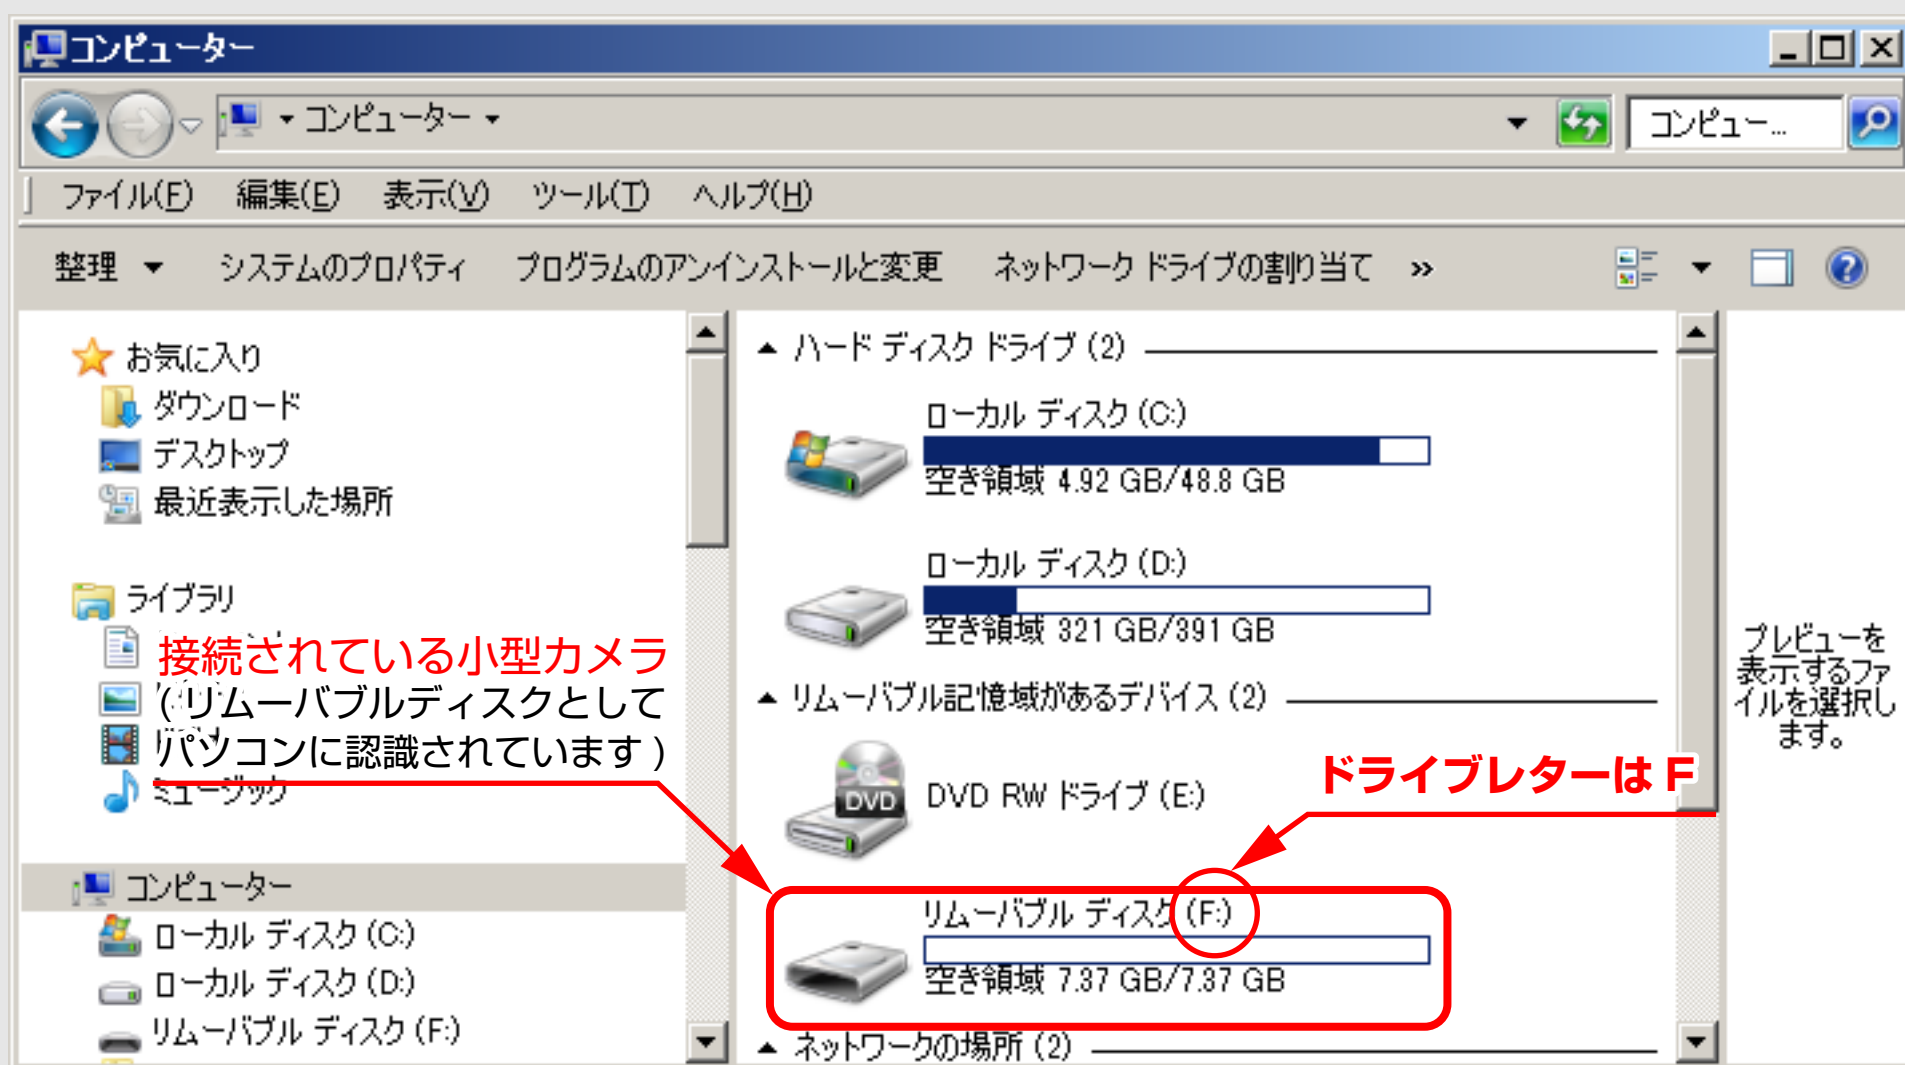 コンピューター
コンピューター
コンピュー...
ファイル(F) 編集(E) 表示(V) ツール(T) ヘルプ(H)
整理 システムのプロパティ プログラムのアンインストールと変更 ネットワーク ドライブの割り当て »
お気に入り
ダウンロード
デスクトップ
最近表示した場所
ライブラリ
接続されている小型カメラ
(リムーバブルディスクとして
パソコンに認識されています)
ミュージック
コンピューター
ローカル ディスク (C:)
ローカル ディスク (D:)
リムーバブル ディスク (F:)
ハード ディスク ドライブ (2)
ローカル ディスク (C:)
空き領域 4.92 GB/48.8 GB
ローカル ディスク (D:)
空き領域 321 GB/391 GB
リムーバブル記憶域があるデバイス (2)
DVD
DVD RW ドライブ (E:)
ドライブレターは F
リムーバブル ディスク (F:)
空き領域 7.37 GB/7.37 GB
ネットワークの場所 (2)
プレビューを
表示するファ
イルを選択し
ます。